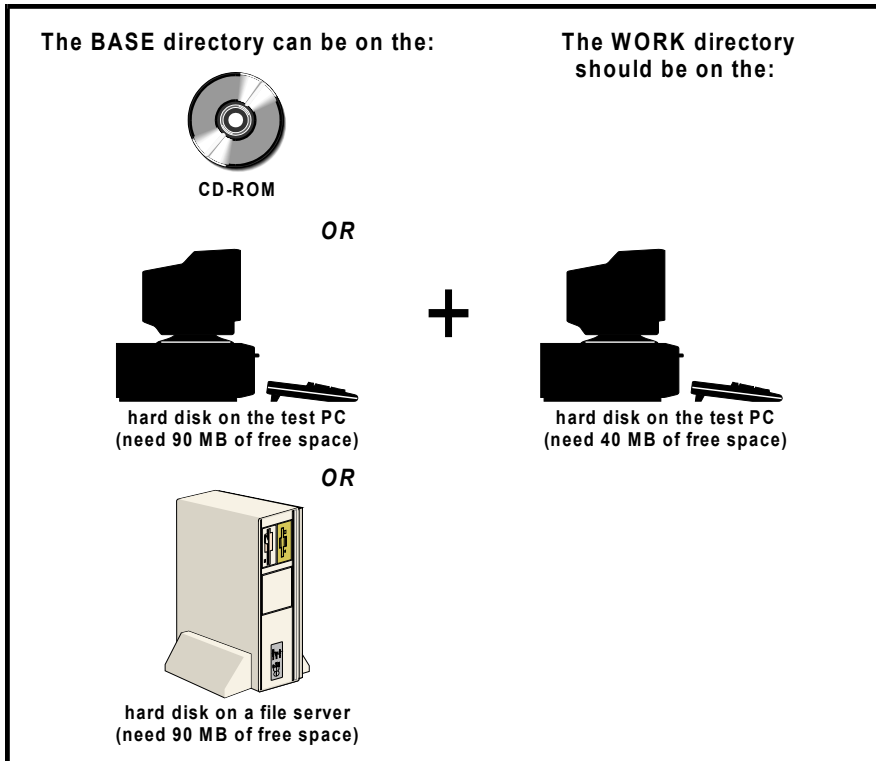 The BASE directory can be on the:
The WORK directory
should be on the:
CD-ROM
OR
hard disk on the test PC
(need 90 MB of free space)
hard disk on the test PC
(need 40 MB of free space)
OR
hard disk on a file server
(need 90 MB of free space)